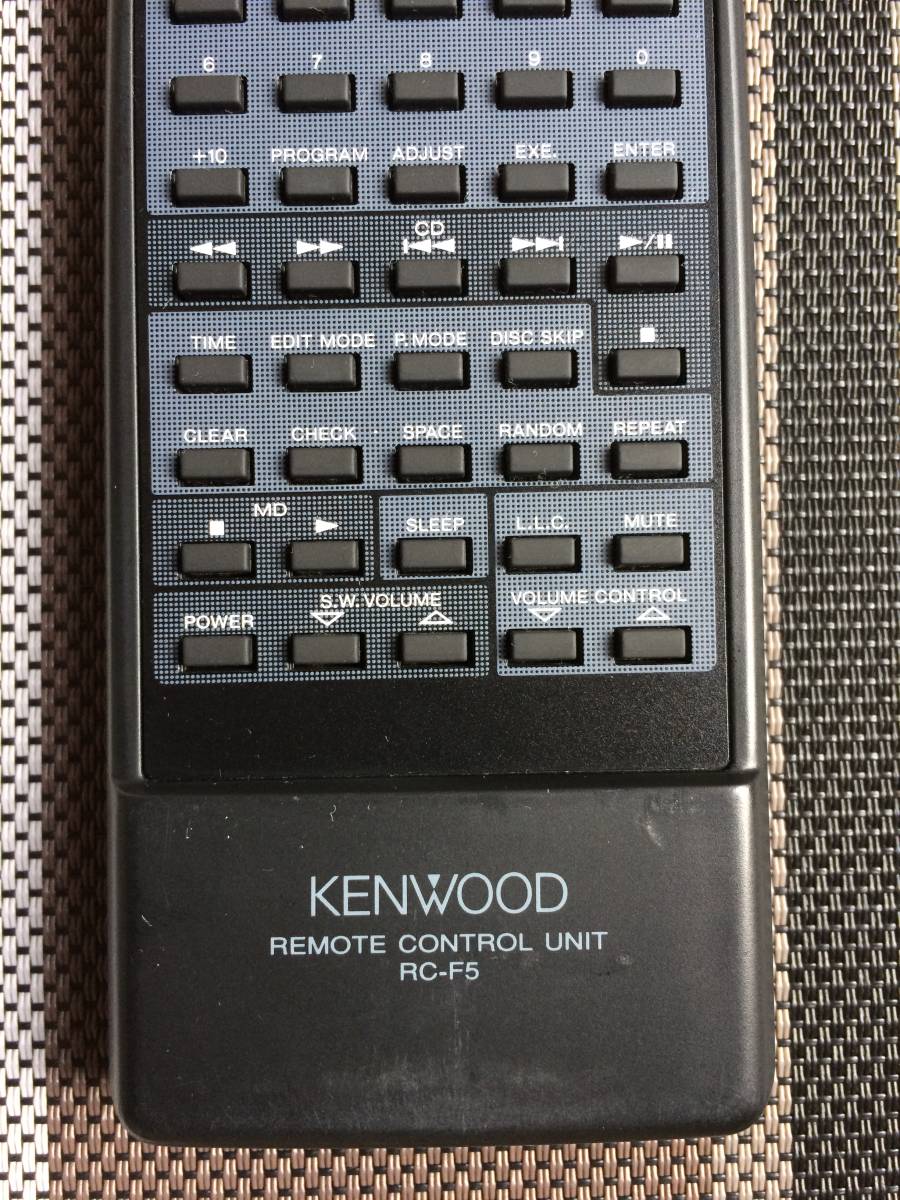 6 7 8 9 0
+10 PROGRAM ADJUST EXE. ENTER
CD
TIME EDIT MODE P.MODE DISC SKIP
CLEAR CHECK SPACE RANDOM REPEAT
MD
SLEEP L.L.C. MUTE
S.W.VOLUME VOLUME CONTROL
POWER
KENWOOD
REMOTE CONTROL UNIT
RC-F5